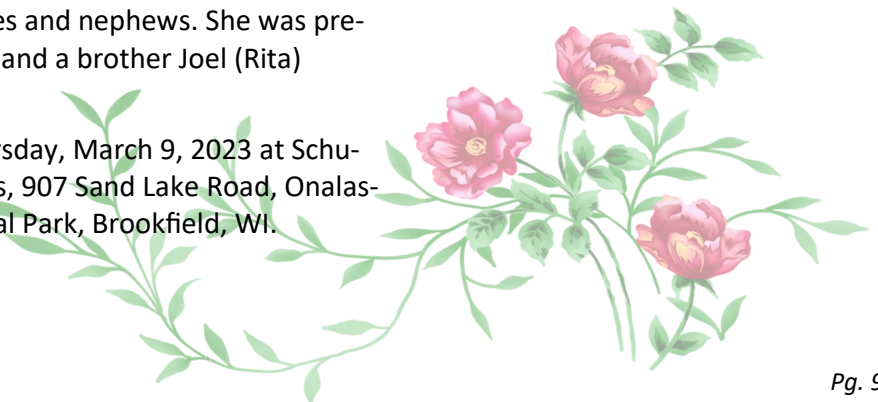 es and nephews. She was pre-
and a brother Joel (Rita)
rsday, March 9, 2023 at Schu-
s, 907 Sand Lake Road, Onalas-
al Park, Brookfield, WI.
Pg. 9